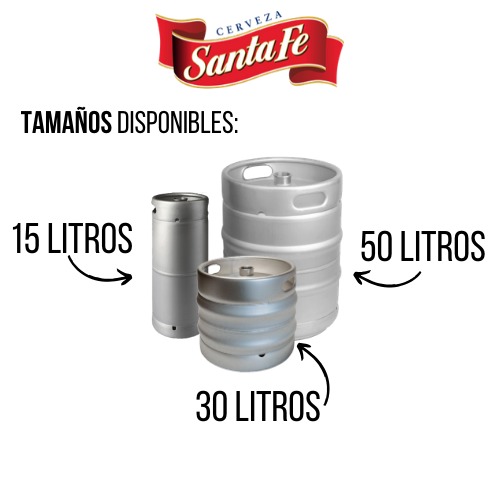 CERVEZA
Santa Fe
TAMAÑOS DISPONIBLES:
15 LITROS
50 LITROS
30 LITROS